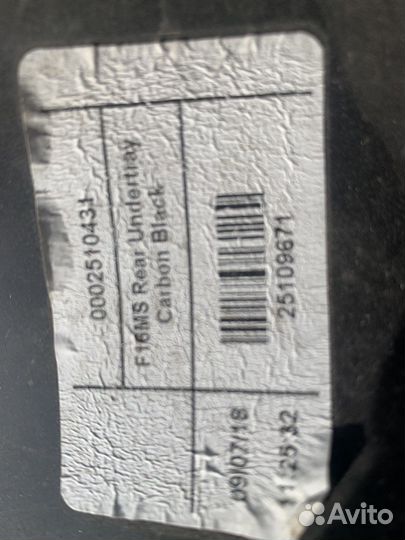 0002510431
F16MS Rear Undertray
Carbon Black
25109671
09/07/18
11:25:32
Avito